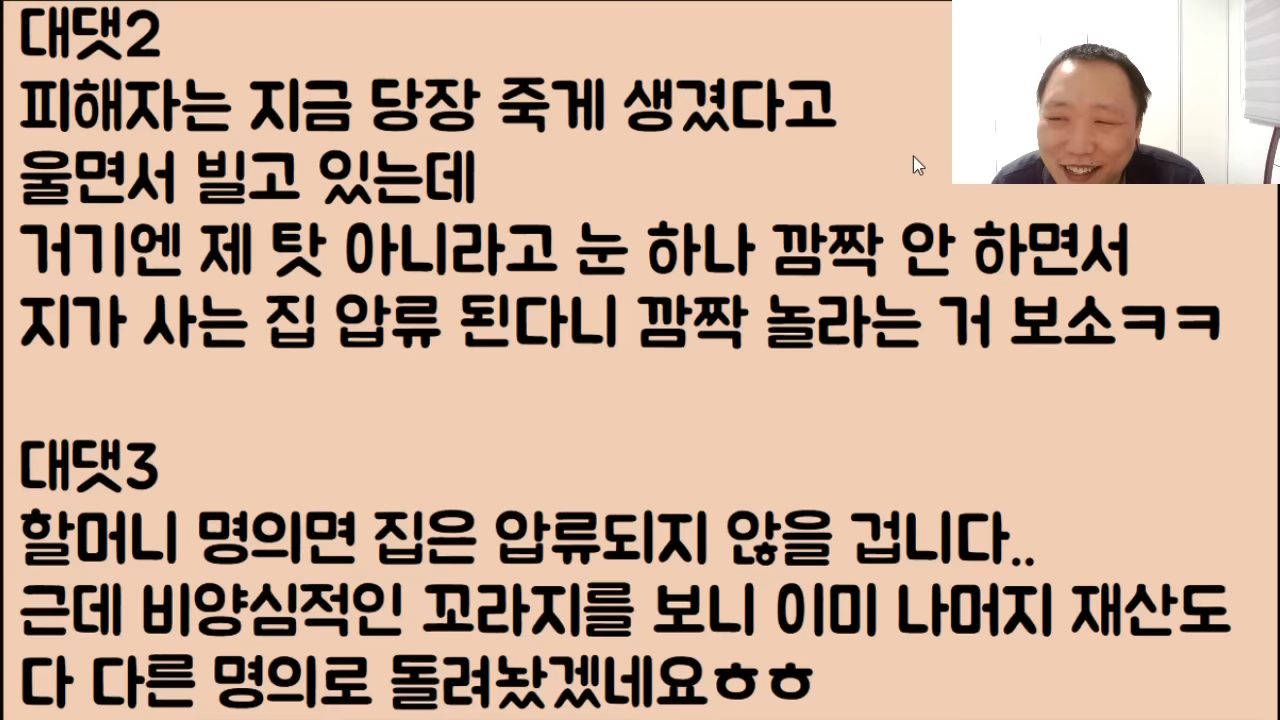 대댓2
피해자는 지금 당장 죽게 생겼다고
울면서 빌고 있는데
거기엔 제 탓 아니라고 눈 하나 깜짝 안 하면서
지가 사는 집 압류 된다니 깜짝 놀라는 거 보소ㅋㅋ
대댓3
할머니 명의면 집은 압류되지 않을 겁니다..
근데 비양심적인 꼬라지를 보니 이미 나머지 재산도
다 다른 명의로 돌려놨겠네요ㅎㅎ